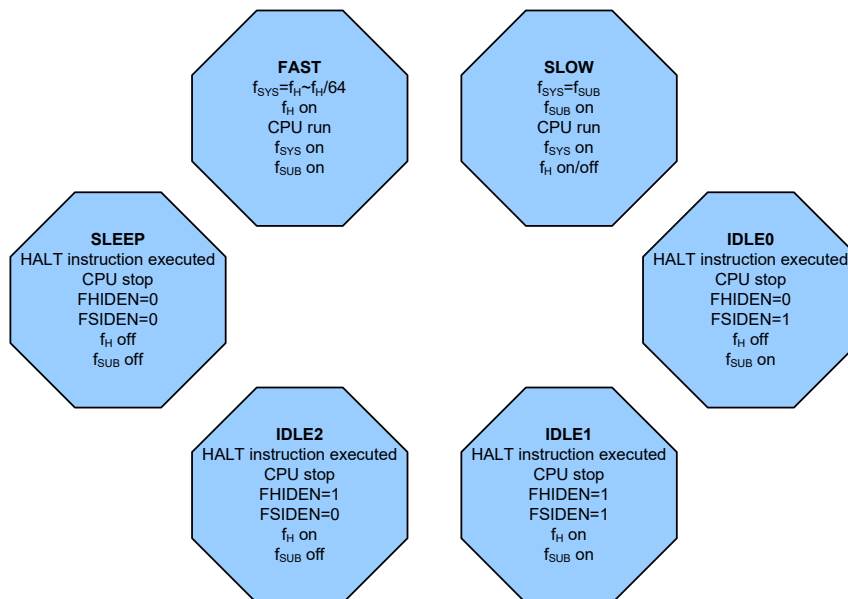 FAST
fSYS=fH~fH/64
fH on
CPU run
fSYS on
fSUB on
SLOW
fSYS=fSUB
fSUB on
CPU run
fSYS on
fH on/off
SLEEP
HALT instruction executed
CPU stop
FHIDEN=0
FSIDEN=0
fH off
fSUB off
IDLE0
HALT instruction executed
CPU stop
FHIDEN=0
FSIDEN=1
fH off
fSUB on
IDLE2
HALT instruction executed
CPU stop
FHIDEN=1
FSIDEN=0
fH on
fSUB off
IDLE1
HALT instruction executed
CPU stop
FHIDEN=1
FSIDEN=1
fH on
fSUB on